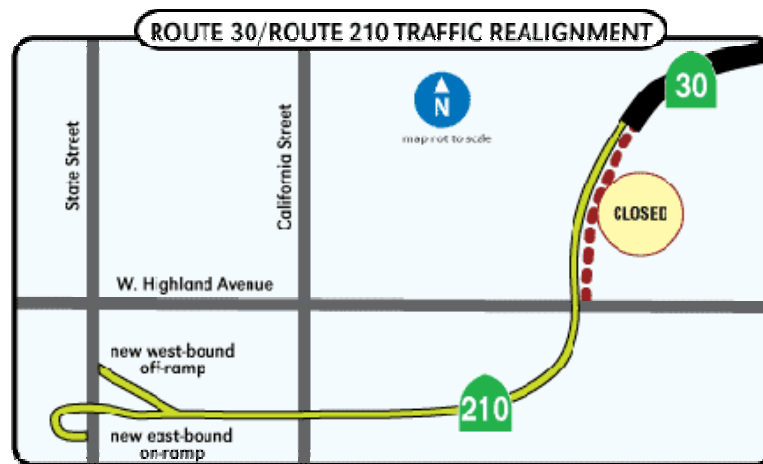 ROUTE 30/ROUTE 210 TRAFFIC REALIGNMENT
30
N
map not to scale
State Street
California Street
CLOSED
W. Highland Avenue
new west-bound
off-ramp
210
new east-bound
on-ramp